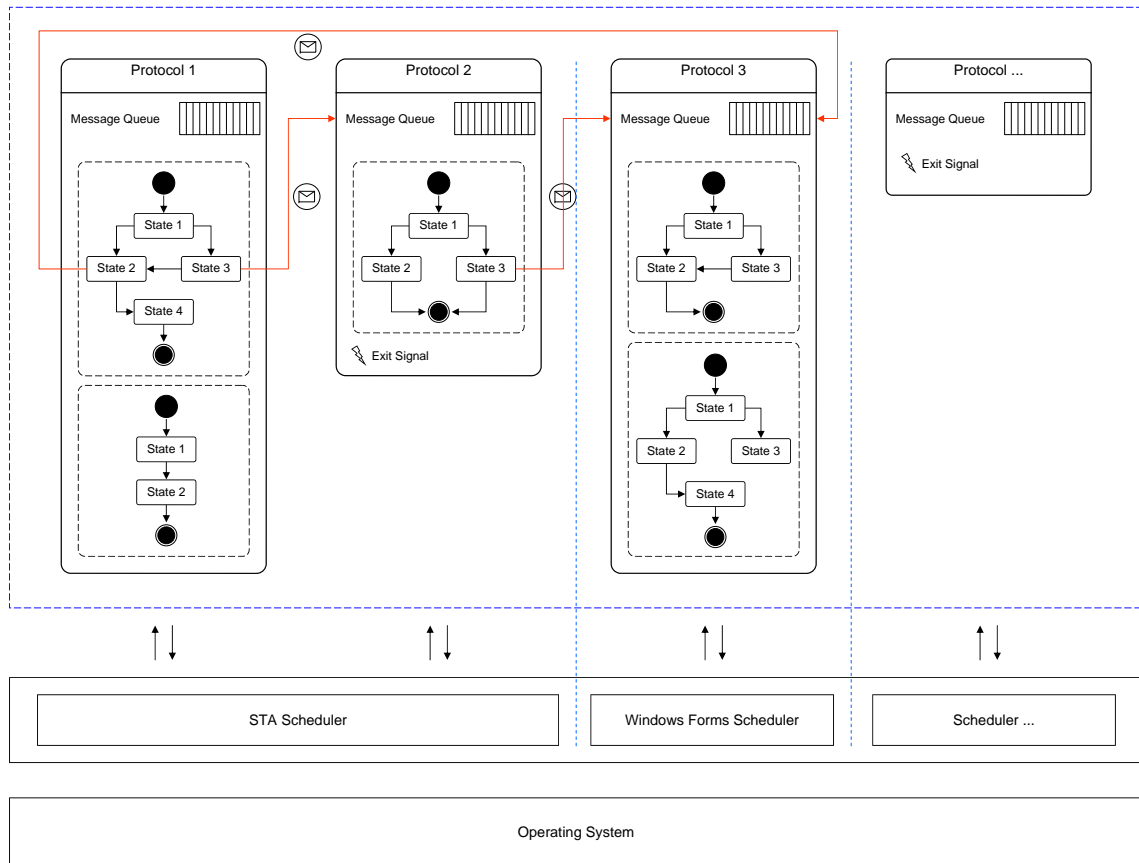 Protocol 1
Message Queue
State 1
State 2
State 3
State 4
State 1
State 2
Protocol 2
Message Queue
State 1
State 2
State 3
Exit Signal
Protocol 3
Message Queue
State 1
State 2
State 3
State 1
State 2
State 3
State 4
Protocol ...
Message Queue
Exit Signal
STA Scheduler
Windows Forms Scheduler
Scheduler ...
Operating System